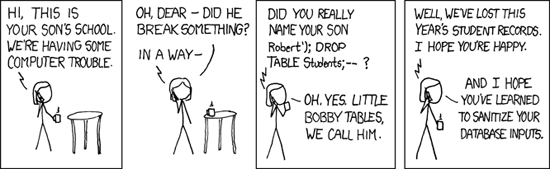 HI, THIS IS
YOUR SON'S SCHOOL.
WE'RE HAVING SOME
COMPUTER TROUBLE.
OH, DEAR – DID HE
BREAK SOMETHING?
IN A WAY–
DID YOU REALLY
NAME YOUR SON
Robert'); DROP
TABLE Students;-- ?
OH. YES. LITTLE
BOBBY TABLES,
WE CALL HIM.
WELL, WE'VE LOST THIS
YEAR'S STUDENT RECORDS.
I HOPE YOU'RE HAPPY.
AND I HOPE
YOU'VE LEARNED
TO SANITIZE YOUR
DATABASE INPUTS.